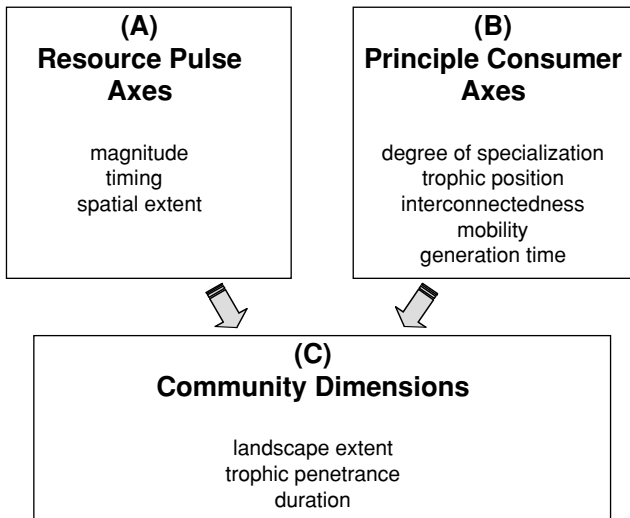 (A)
Resource Pulse
Axes
magnitude
timing
spatial extent
(B)
Principle Consumer
Axes
degree of specialization
trophic position
interconnectedness
mobility
generation time
(C)
Community Dimensions
landscape extent
trophic penetrance
duration